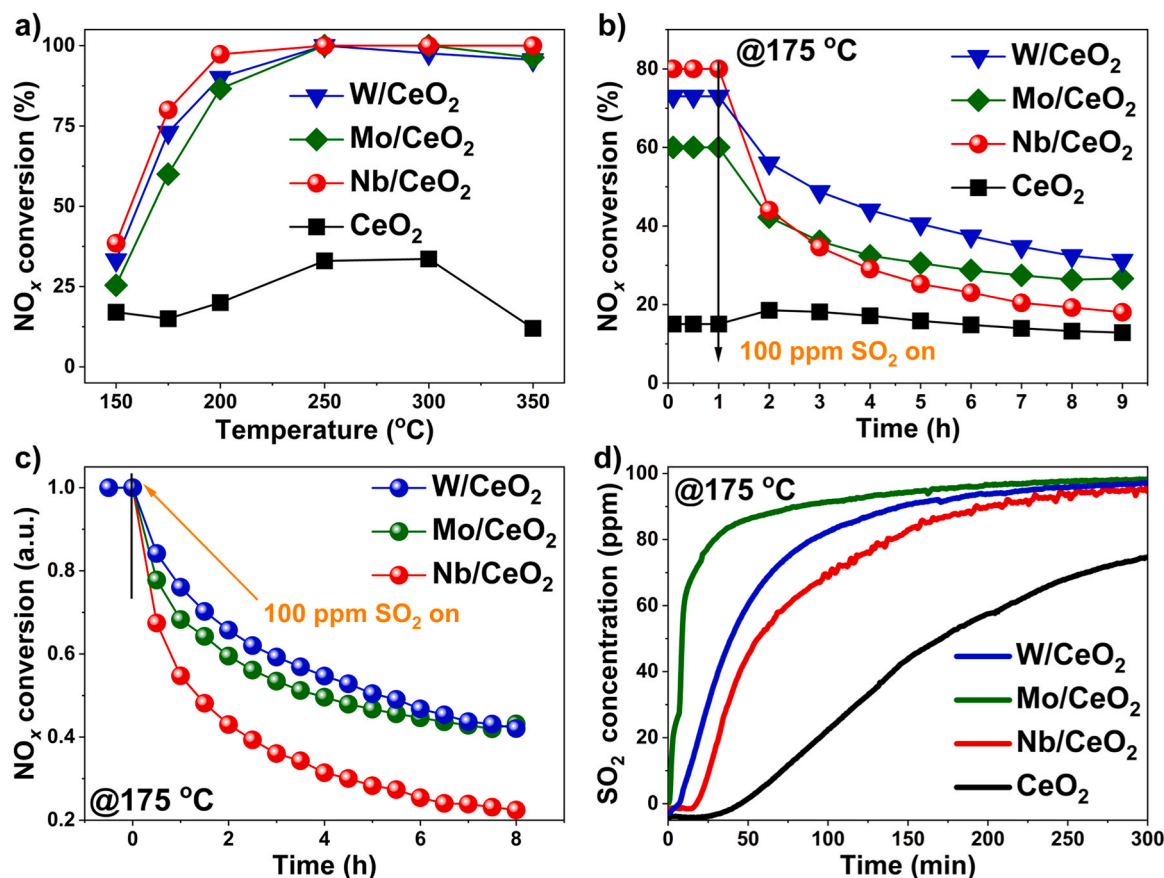 a)
100
75
50
25
0
NOx conversion (%)
W/CeO2
Mo/CeO2
Nb/CeO2
CeO2
150 200 250 300 350
Temperature (oC)
b)
@175 oC
100
80
60
40
20
0
NOx conversion (%)
W/CeO2
Mo/CeO2
Nb/CeO2
CeO2
100 ppm SO2 on
0 1 2 3 4 5 6 7 8 9
Time (h)
c)
1.0
0.8
0.6
0.4
0.2
NOx conversion (a.u.)
W/CeO2
Mo/CeO2
Nb/CeO2
100 ppm SO2 on
@175 oC
0 2 4 6 8
Time (h)
d)
@175 oC
100
80
60
40
20
0
SO2 concentration (ppm)
W/CeO2
Mo/CeO2
Nb/CeO2
CeO2
0 50 100 150 200 250 300
Time (min)